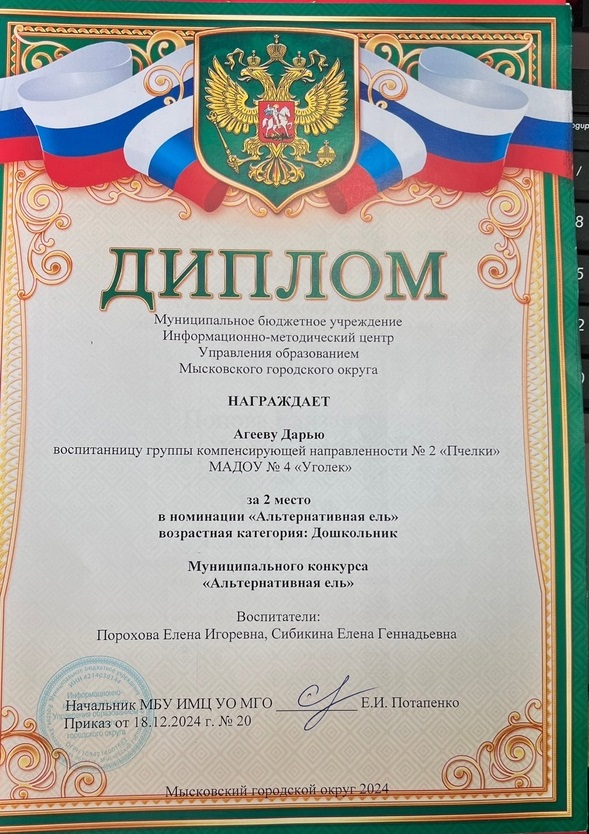 ДИПЛОМ
Муниципальное бюджетное учреждение
Информационно-методический центр
Управления образованием
Мысковского городского округа
НАГРАЖДАЕТ
Агееву Дарью
воспитанницу группы компенсирующей направленности № 2 «Пчелки»
МАДОУ № 4 «Уголек»
за 2 место
в номинации «Альтернативная ель»
возрастная категория: Дошкольник
Муниципального конкурса
«Альтернативная ель»
Воспитатели:
Порохова Елена Игоревна, Сибикина Елена Геннадьевна
Начальник МБУ ИМЦ УО МГО ____________ Е.И. Потапенко
Приказ от 18.12.2024 г. № 20
Мысковский городской округ 2024